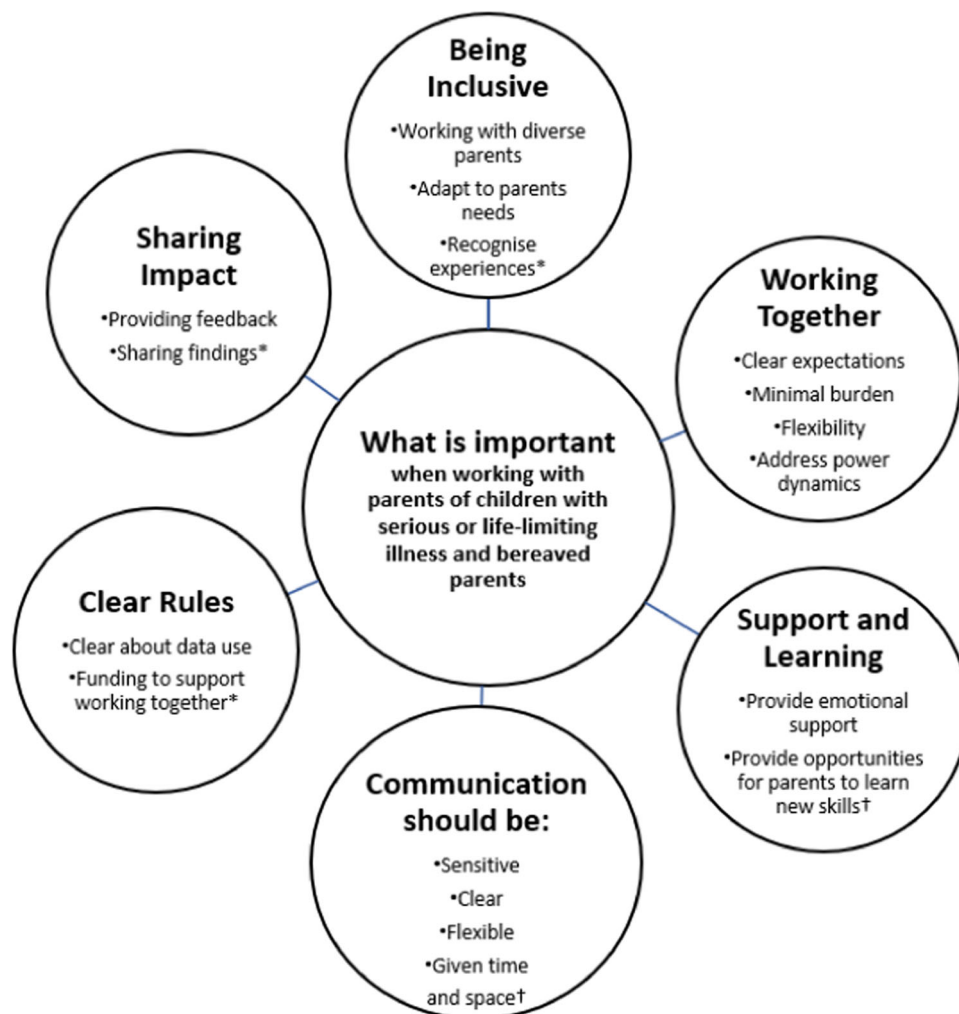 Being
Inclusive
•Working with diverse
parents
•Adapt to parents
needs
•Recognise
experiences*
Working
Together
•Clear expectations
•Minimal burden
•Flexibility
•Address power
dynamics
Support and
Learning
•Provide emotional
support
•Provide opportunities
for parents to learn
new skills†
Communication
should be:
•Sensitive
•Clear
•Flexible
•Given time
and space†
Clear Rules
•Clear about data use
•Funding to support
working together*
Sharing
Impact
•Providing feedback
•Sharing findings*
What is important
when working with
parents of children with
serious or life-limiting
illness and bereaved
parents